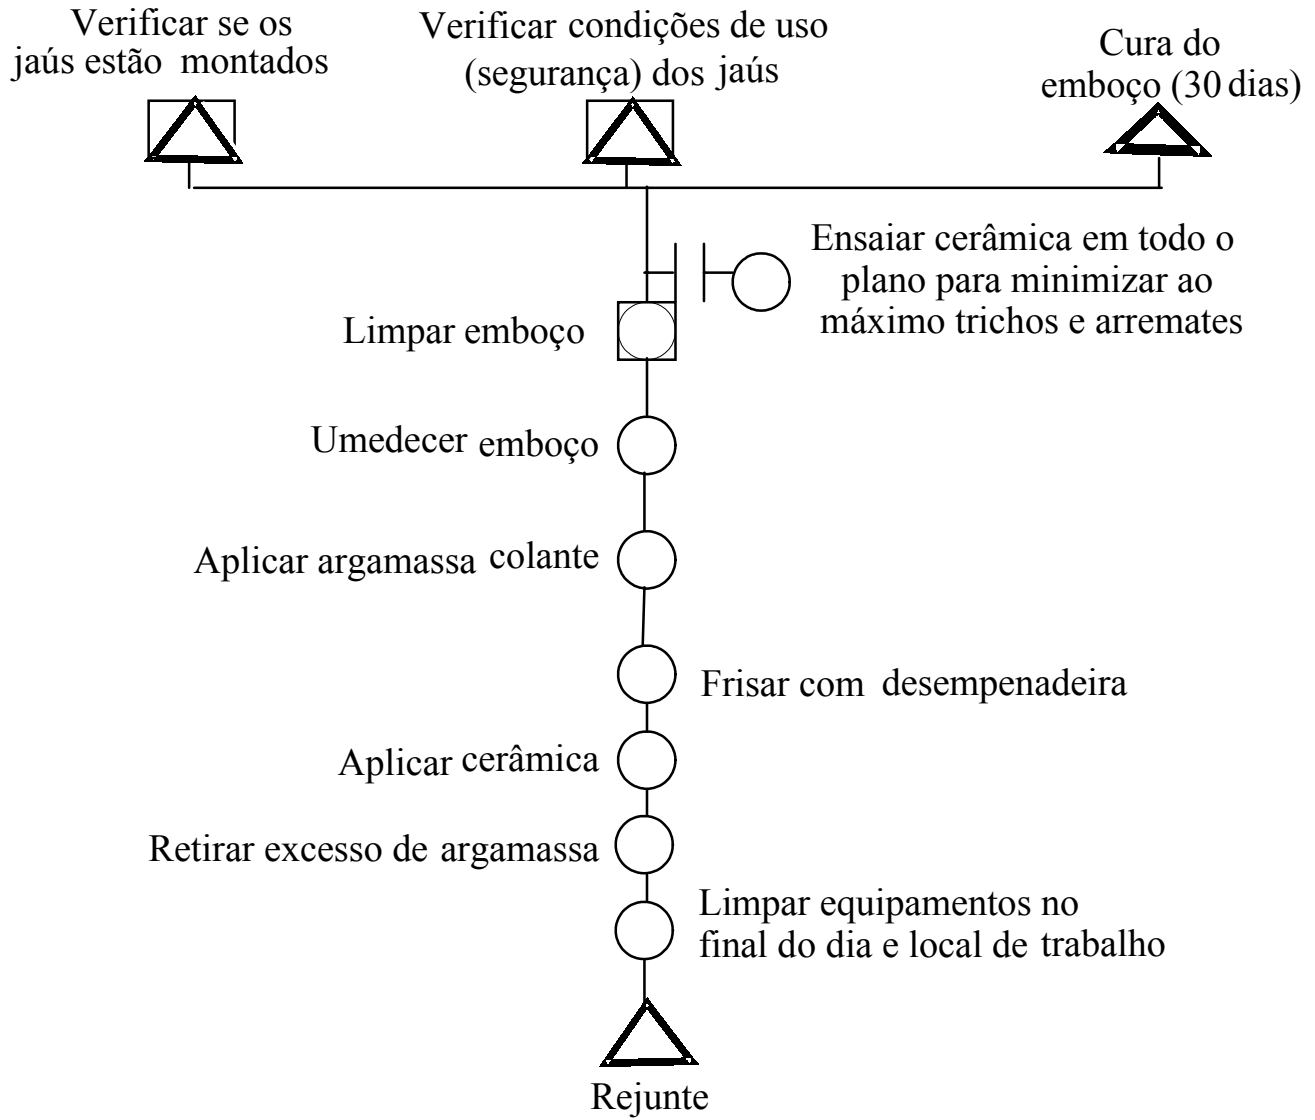 Verificar se os
jaús estão montados
Verificar condições de uso
(segurança) dos jaús
Cura do
emboço (30 dias)
Ensaiar cerâmica em todo o
plano para minimizar ao
máximo trichos e arremates
Limpar emboço
Umedecer emboço
Aplicar argamassa colante
Frisar com desempenadeira
Aplicar cerâmica
Retirar excesso de argamassa
Limpar equipamentos no
final do dia e local de trabalho
Rejunte